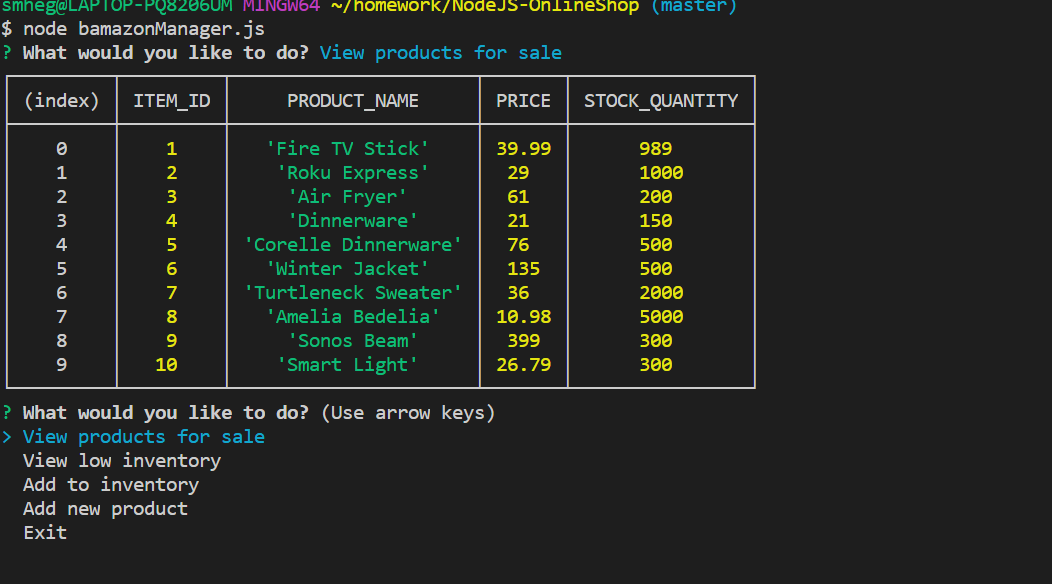 smheg@LAPTOP-PQ8206UM MINGW64 ~/homework/NodeJS-OnlineShop (master)
$ node bamazonManager.js
? What would you like to do? View products for sale
(index) ITEM_ID PRODUCT_NAME PRICE STOCK_QUANTITY
0 1 'Fire TV Stick' 39.99 989
1 2 'Roku Express' 29 1000
2 3 'Air Fryer' 61 200
3 4 'Dinnerware' 21 150
4 5 'Corelle Dinnerware' 76 500
5 6 'Winter Jacket' 135 500
6 7 'Turtleneck Sweater' 36 2000
7 8 'Amelia Bedelia' 10.98 5000
8 9 'Sonos Beam' 399 300
9 10 'Smart Light' 26.79 300
? What would you like to do? (Use arrow keys)
> View products for sale
View low inventory
Add to inventory
Add new product
Exit